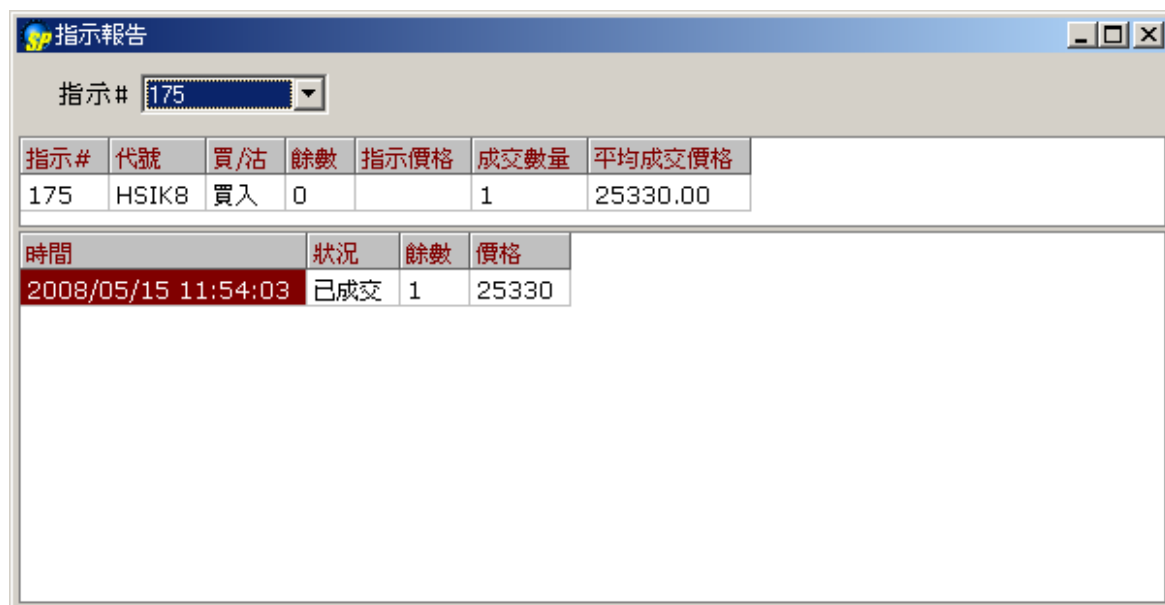 SP 指示報告
指示# 175
指示# 代號 買/沽 餘數 指示價格 成交數量 平均成交價格
175 HSIK8 買入 0 1 25330.00
時間 狀況 餘數 價格
2008/05/15 11:54:03 已成交 1 25330